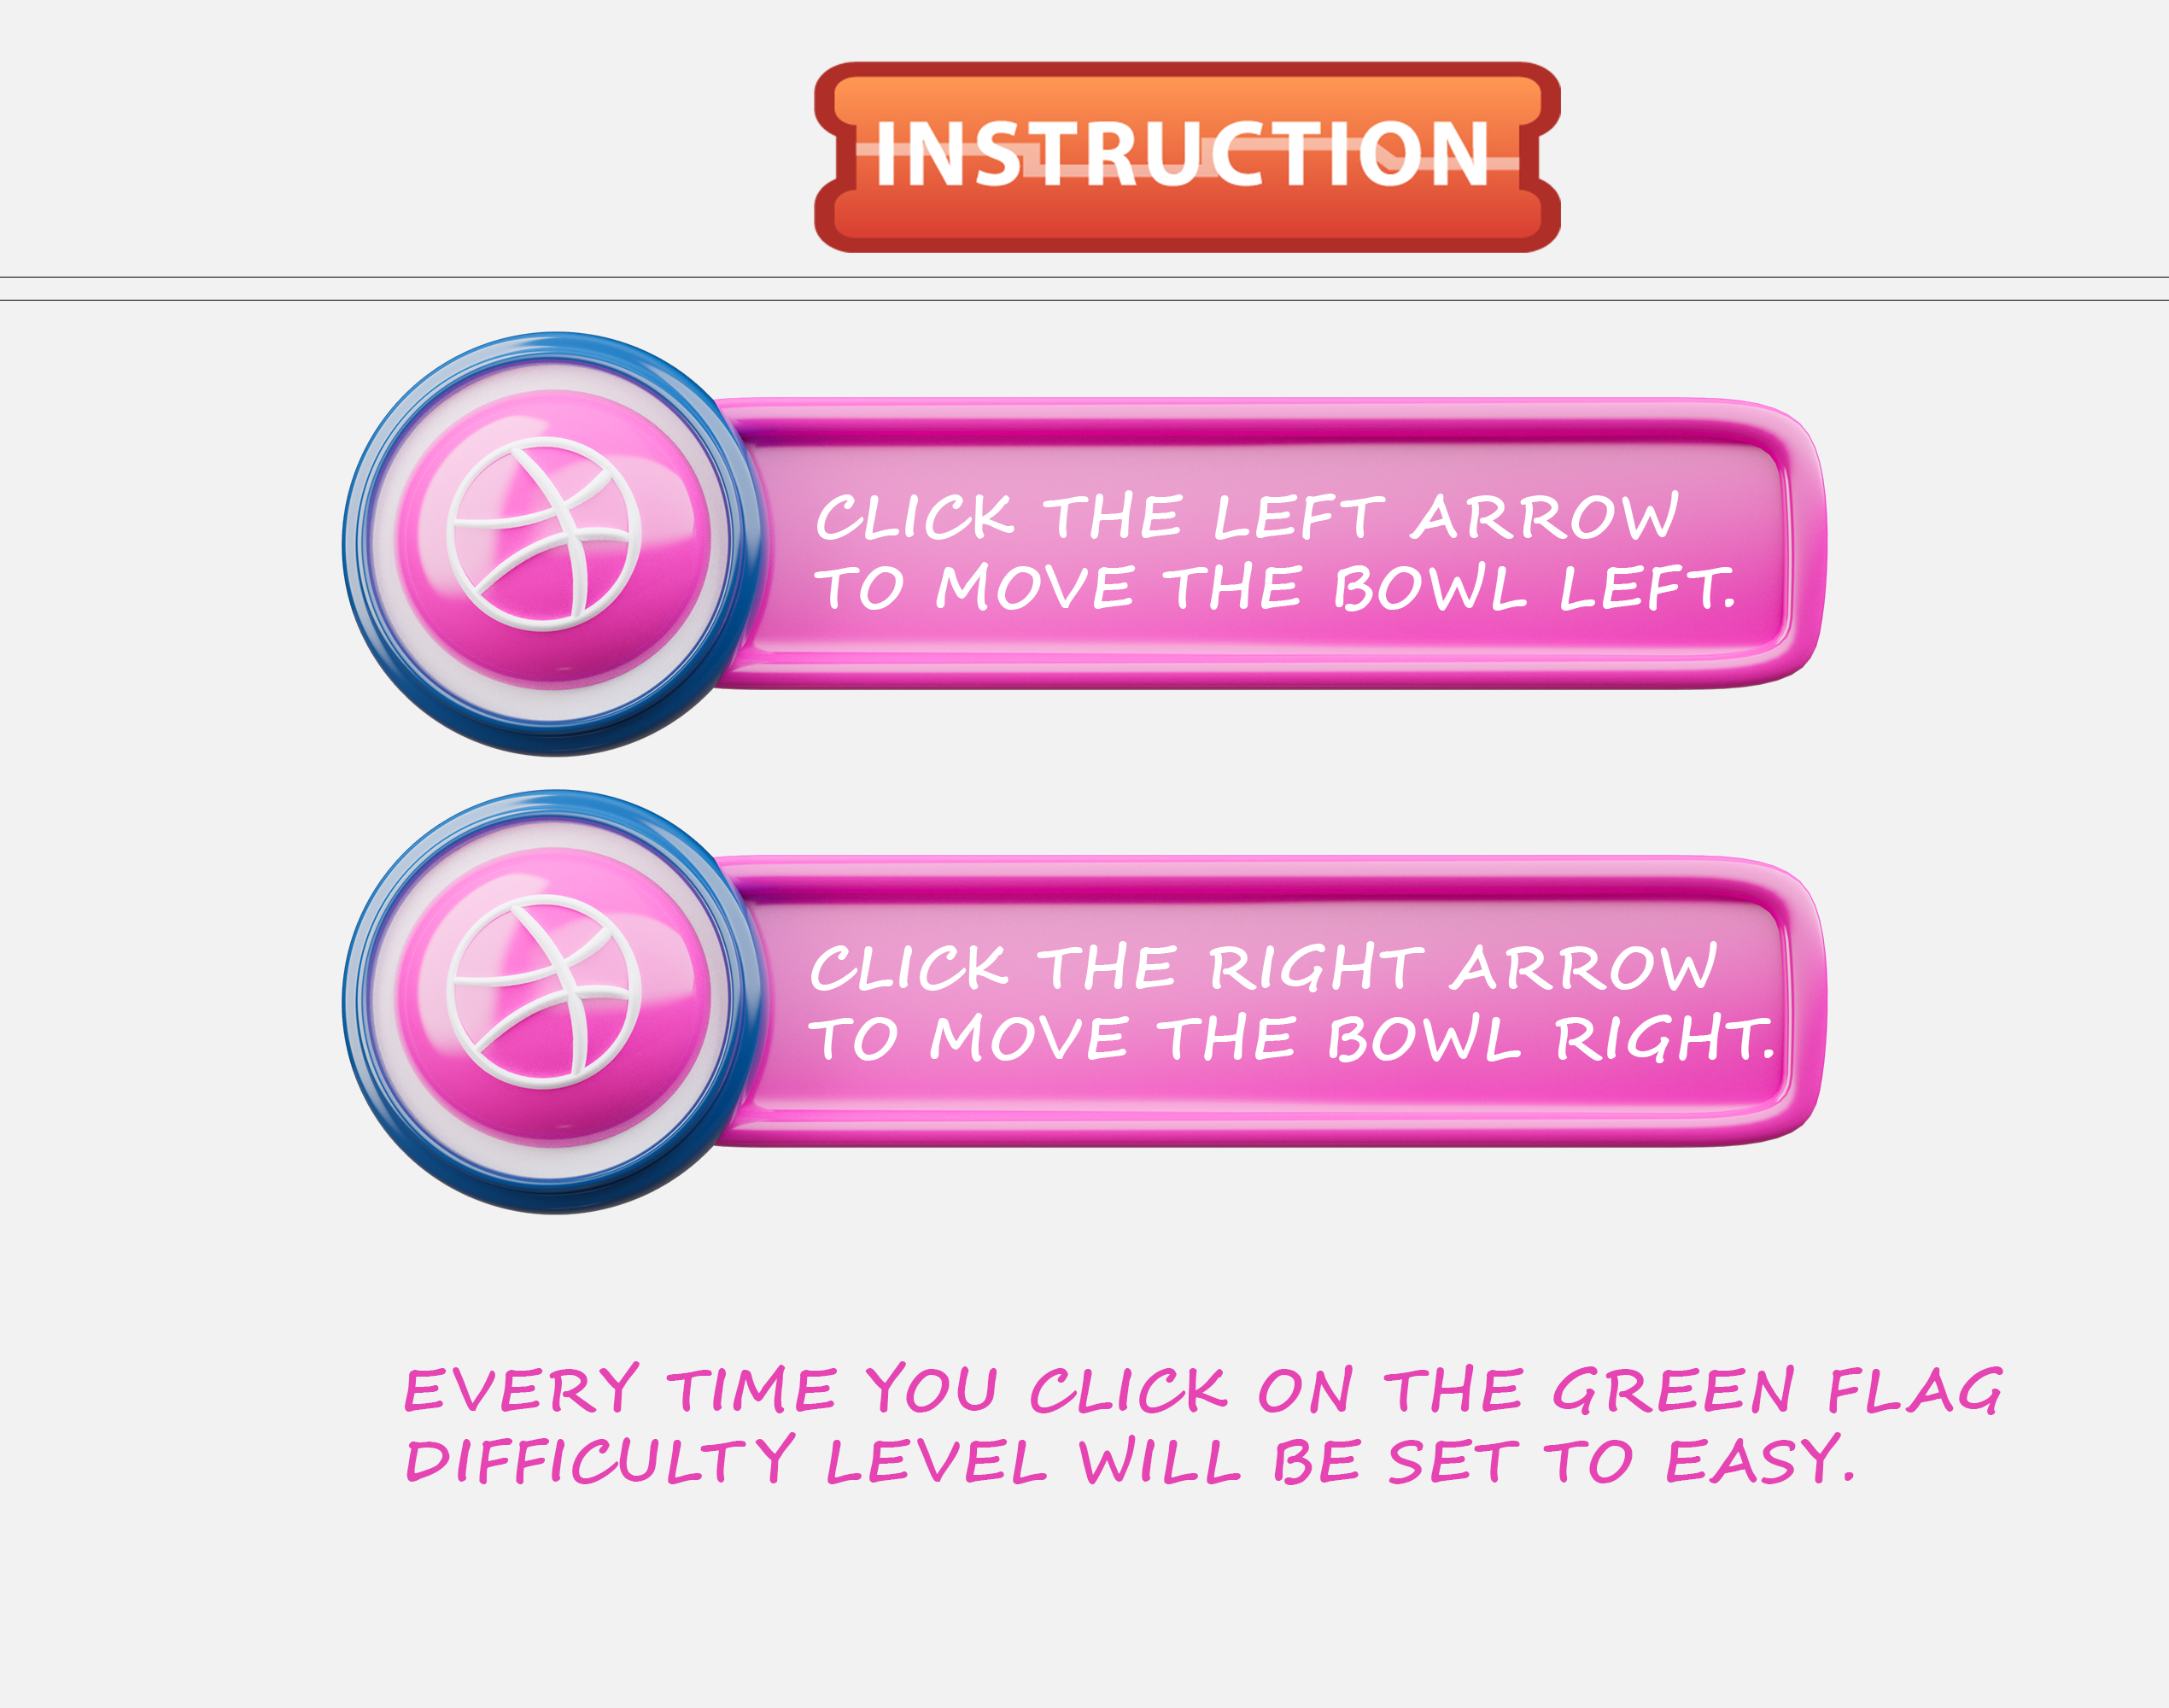 INSTRUCTION
CLICK THE LEFT ARROW
TO MOVE THE BOWL LEFT.
CLICK THE RIGHT ARROW
TO MOVE THE BOWL RIGHT.
EVERY TIME YOU CLICK ON THE GREEN FLAG
DIFFICULTY LEVEL WILL BE SET TO EASY.